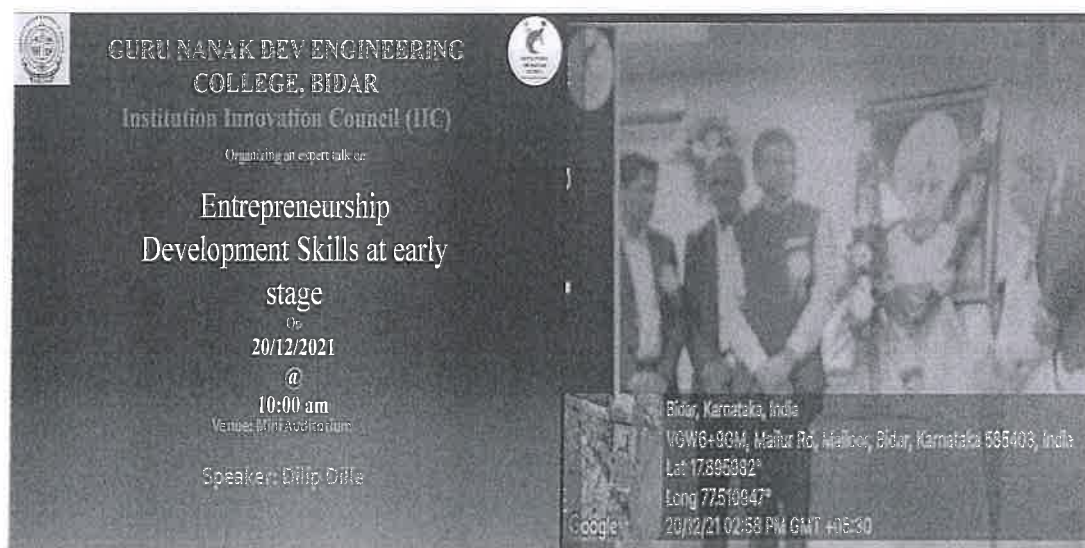 GURU NANAK DEV ENGINEERING
COLLEGE, BIDAR
Institution Innovation Council (IIC)
Organizing an expert talk on
Entrepreneurship
Development Skills at early
stage
On
20/12/2021
@
10:00 am
Venue: Mini Auditorium
Speaker: Dilip Dilla
Bidar, Karnataka, India
Mailur Rd, Bidar, Karnataka 585403, India
Lat 17.895982°
Long 77.510947°
20/12/21 02:58 PM GMT +05:30
Google